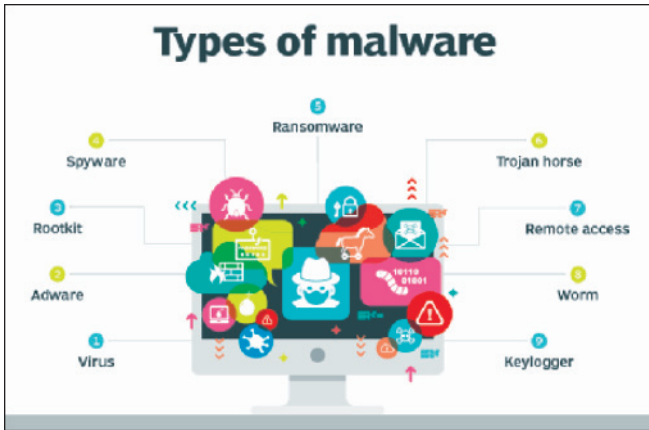 Types of malware
5
Ransomware
4
Spyware
6
Trojan horse
3
Rootkit
7
Remote access
2
Adware
8
Worm
1
Virus
9
Keylogger
10110
01001